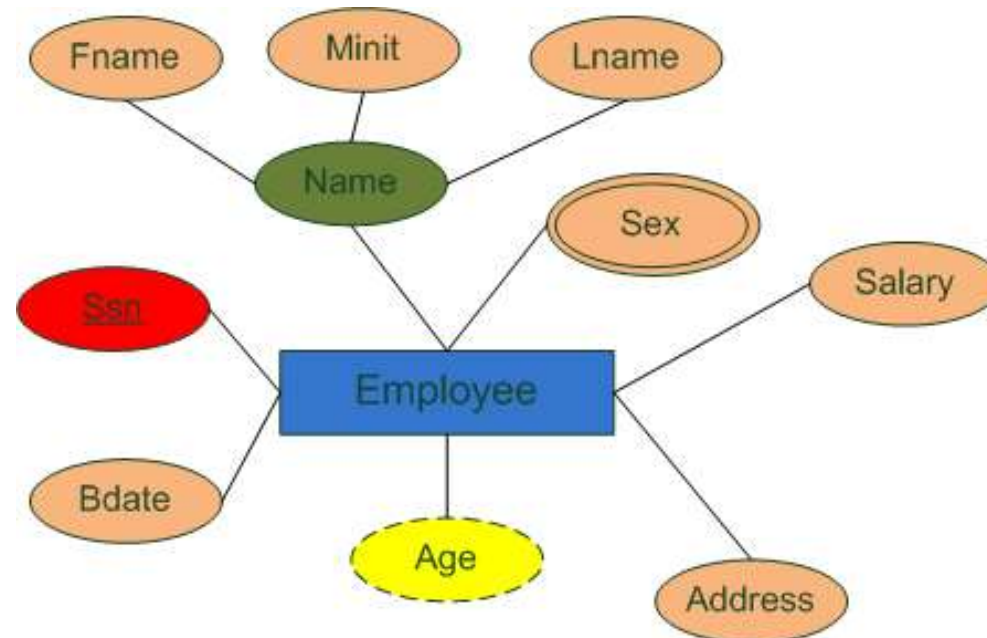 Fname
Minit
Lname
Name
Sex
Salary
Ssn
Employee
Bdate
Age
Address